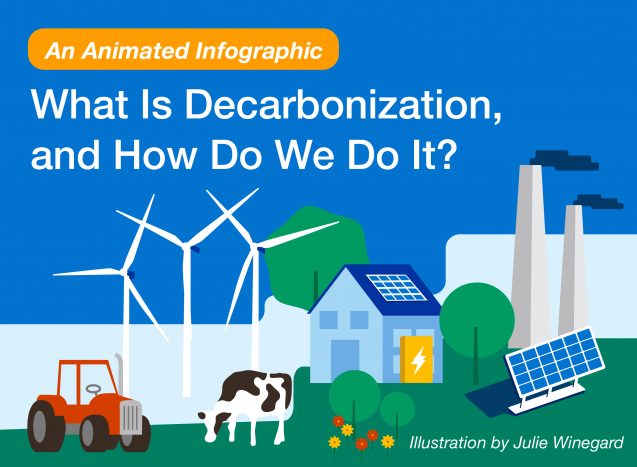 An Animated Infographic
What Is Decarbonization,
and How Do We Do It?
Illustration by Julie Winegard